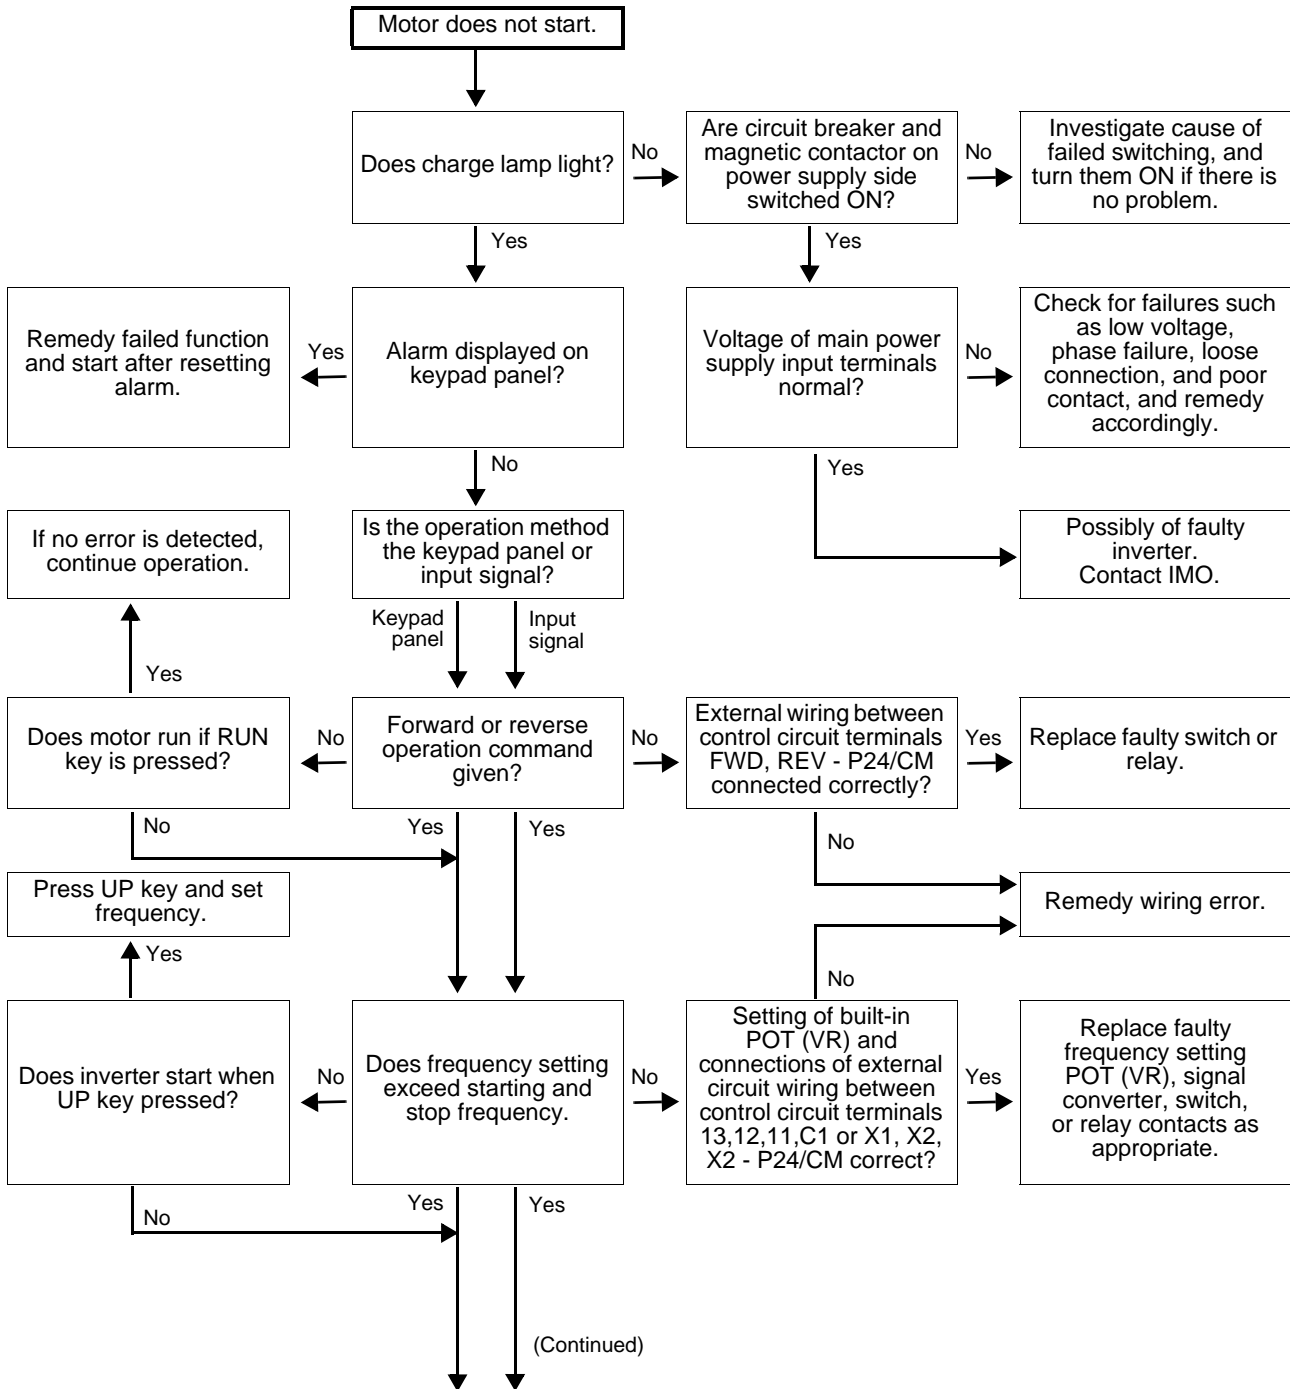 Motor does not start.
Does charge lamp light?
No
Are circuit breaker and
magnetic contactor on
power supply side
switched ON?
No
Investigate cause of
failed switching, and
turn them ON if there is
no problem.
Yes
Yes
Remedy failed function
and start after resetting
alarm.
Yes
Alarm displayed on
keypad panel?
Voltage of main power
supply input terminals
normal?
No
Check for failures such
as low voltage,
phase failure, loose
connection, and poor
contact, and remedy
accordingly.
No
Yes
If no error is detected,
continue operation.
Is the operation method
the keypad panel or
input signal?
Possibly of faulty
inverter.
Contact IMO.
Keypad
panel
Input
signal
Yes
Does motor run if RUN
key is pressed?
No
Forward or reverse
operation command
given?
No
External wiring between
control circuit terminals
FWD, REV - P24/CM
connected correctly?
Yes
Replace faulty switch or
relay.
No
Yes
Yes
No
Press UP key and set
frequency.
Remedy wiring error.
Yes
No
Does inverter start when
UP key pressed?
No
Does frequency setting
exceed starting and
stop frequency.
No
Setting of built-in
POT (VR) and
connections of external
circuit wiring between
control circuit terminals
13,12,11,C1 or X1, X2,
X2 - P24/CM correct?
Yes
Replace faulty
frequency setting
POT (VR), signal
converter, switch,
or relay contacts as
appropriate.
No
Yes
Yes
(Continued)